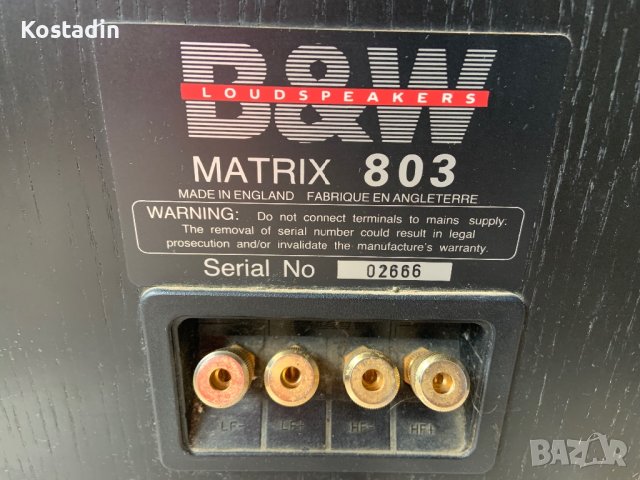 Kostadin
B&W
LOUDSPEAKERS
MATRIX 803
MADE IN ENGLAND FABRIQUE EN ANGLETERRE
WARNING: Do not connect terminals to mains supply.
The removal of serial number could result in legal
prosecution and/or invalidate the manufacture's warranty.
Serial No 02666
LF- LF+ HF- HF+
BAZAR